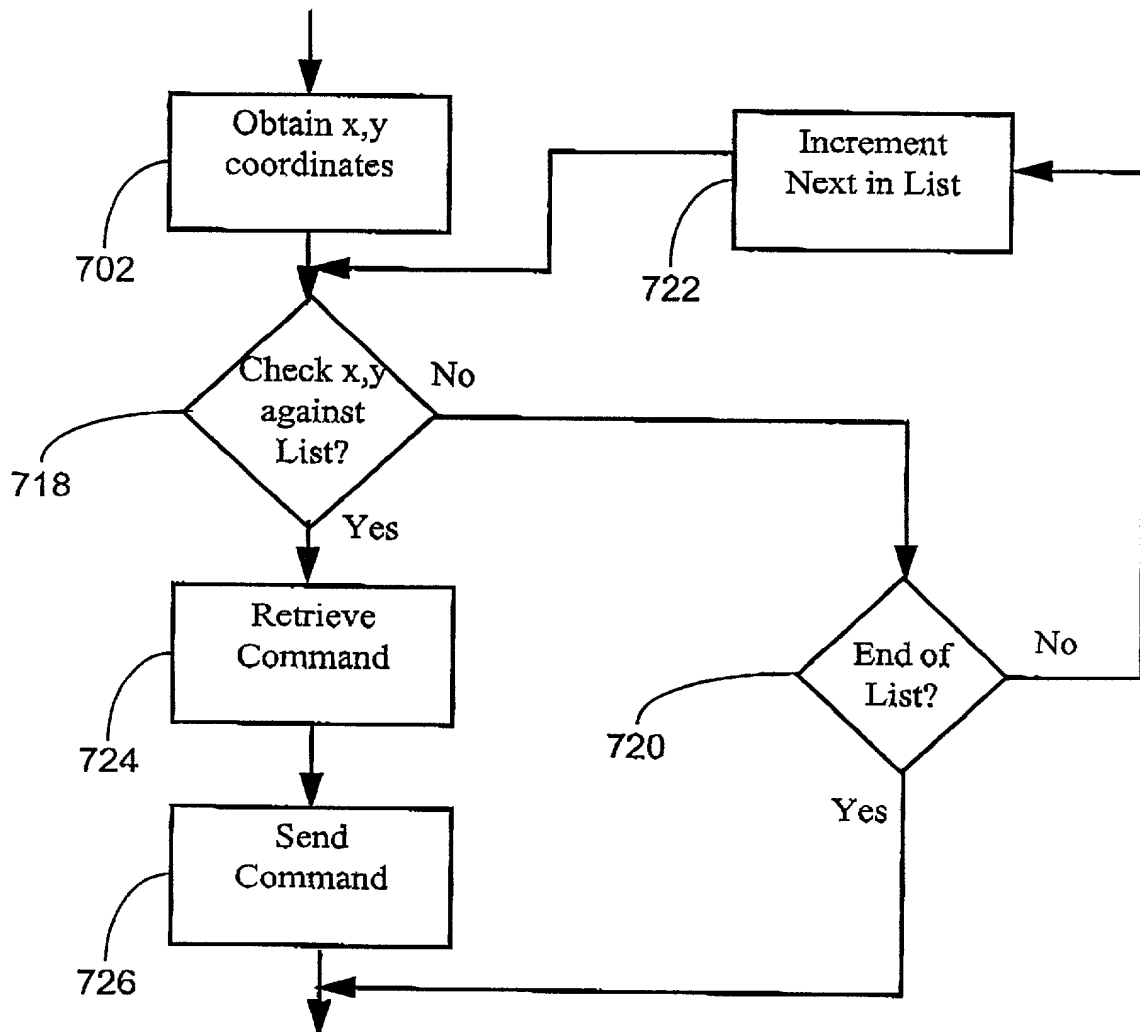 Obtain x,y
coordinates
702
Increment
Next in List
722
Check x,y
against
List?
No
718
Yes
Retrieve
Command
724
End of
List?
No
720
Yes
Send
Command
726